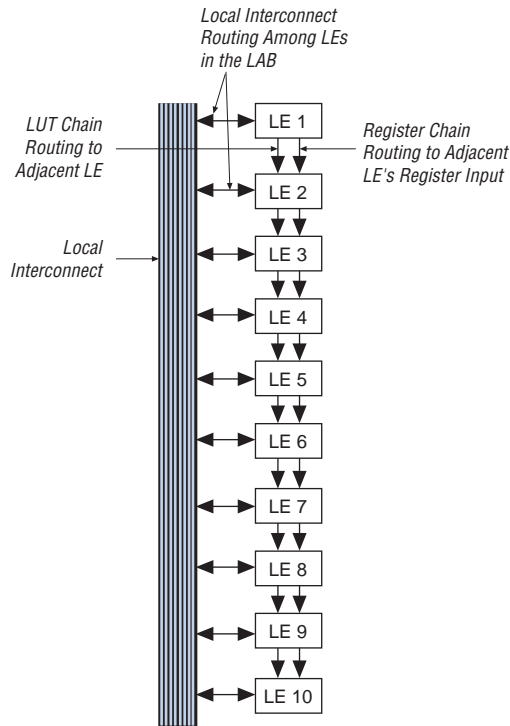 Local Interconnect
Routing Among LEs
in the LAB
LUT Chain
Routing to
Adjacent LE
Register Chain
Routing to Adjacent
LE's Register Input
Local
Interconnect
LE 1
LE 2
LE 3
LE 4
LE 5
LE 6
LE 7
LE 8
LE 9
LE 10